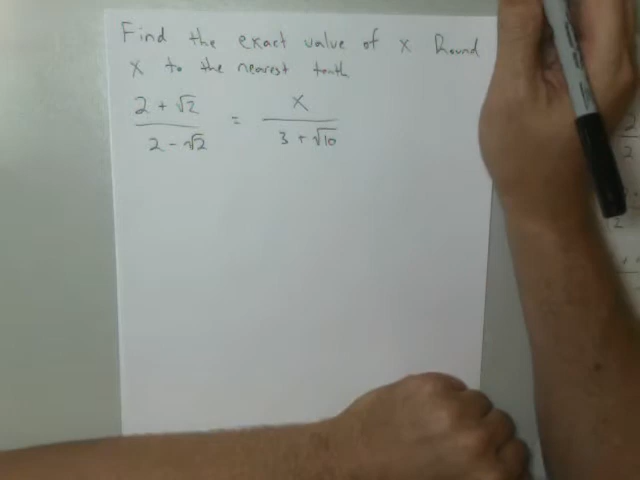 Find the exact value of x Round
x to the nearest tenth
2 + √2 / 2 - √2 = x / 3 + √10